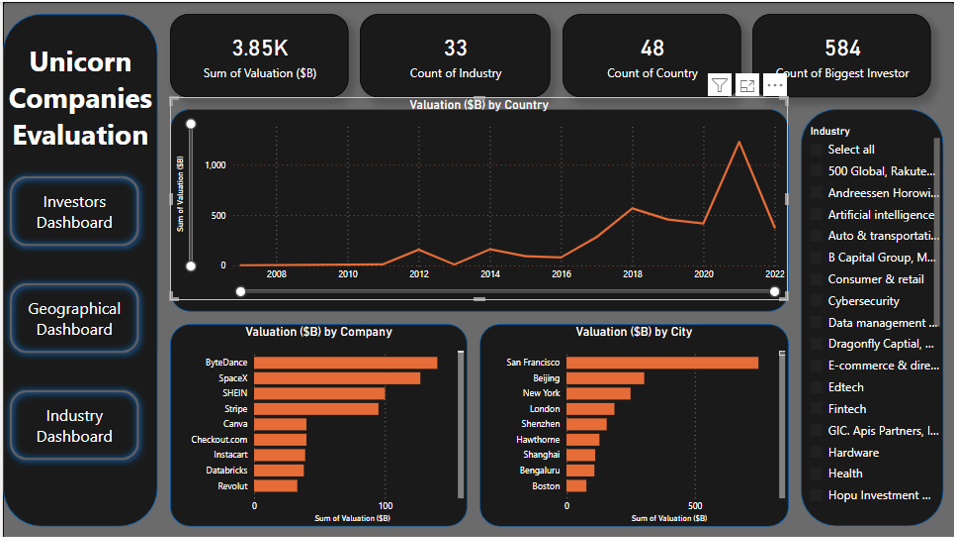 Unicorn
Companies
Evaluation
Investors
Dashboard
Geographical
Dashboard
Industry
Dashboard
3.85K
Sum of Valuation ($B)
33
Count of Industry
48
Count of Country
584
Count of Biggest Investor
Valuation ($B) by Country
Sum of Valuation ($B)
1,000
500
0
2008 2010 2012 2014 2016 2018 2020 2022
Valuation ($B) by Company
ByteDance
SpaceX
SHEIN
Stripe
Canva
Checkout.com
Instacart
Databricks
Revolut
0 100
Sum of Valuation ($B)
Valuation ($B) by City
San Francisco
Beijing
New York
London
Shenzhen
Hawthorne
Shanghai
Bengaluru
Boston
0 500
Sum of Valuation ($B)
Industry
Select all
500 Global, Rakute...
Andreessen Horowi...
Artificial intelligence
Auto & transportati...
B Capital Group, M...
Consumer & retail
Cybersecurity
Data management ...
Dragonfly Captial, ...
E-commerce & dire...
Edtech
Fintech
GIC. Apis Partners, I...
Hardware
Health
Hopu Investment ...